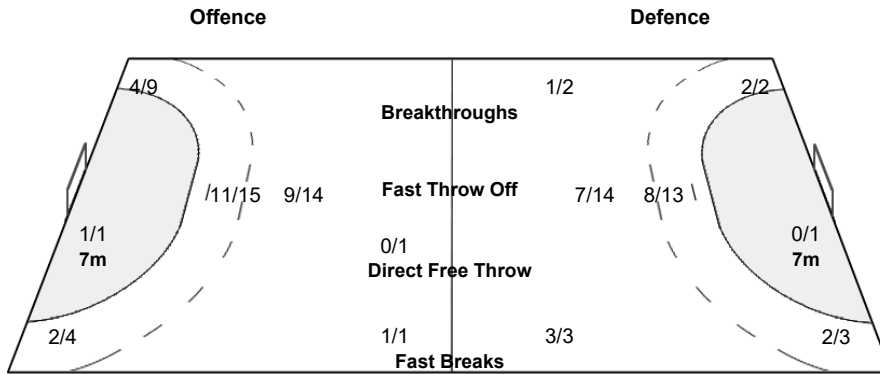 Offence Defence
4/9 1/2 2/2
Breakthroughs
11/15 9/14 Fast Throw Off 7/14 8/13
1/1 0/1 0/1
7m Direct Free Throw 7m
2/4 1/1 3/3 2/3
Fast Breaks